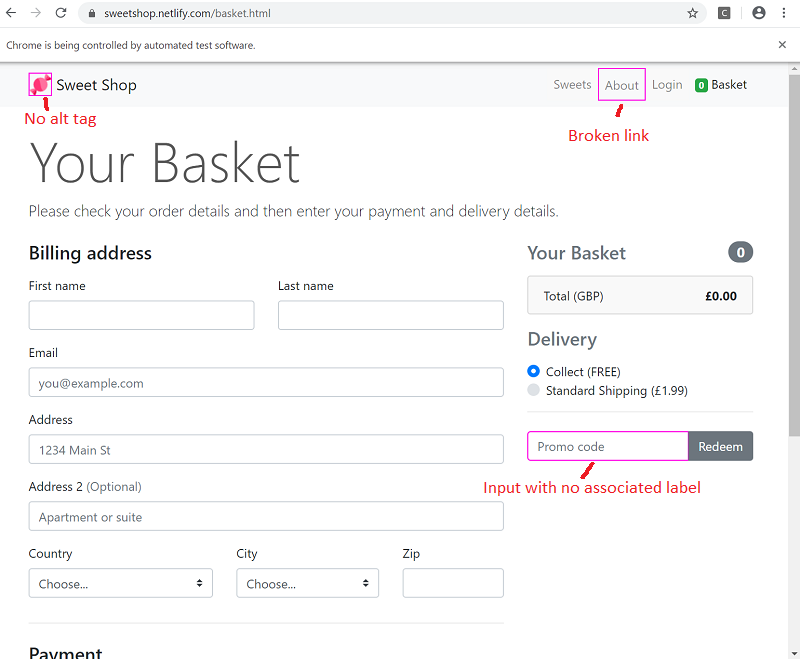 sweetshop.netlify.com/basket.html
C
Chrome is being controlled by automated test software.
Sweet Shop
Sweets About Login 0 Basket
No alt tag
Broken link
Your Basket
Please check your order details and then enter your payment and delivery details.
Billing address
First name Last name
Email
you@example.com
Address
1234 Main St
Address 2 (Optional)
Apartment or suite
Country City Zip
Choose... Choose...
Payment
Your Basket 0
Total (GBP) £0.00
Delivery
Collect (FREE)
Standard Shipping (£1.99)
Promo code Redeem
Input with no associated label